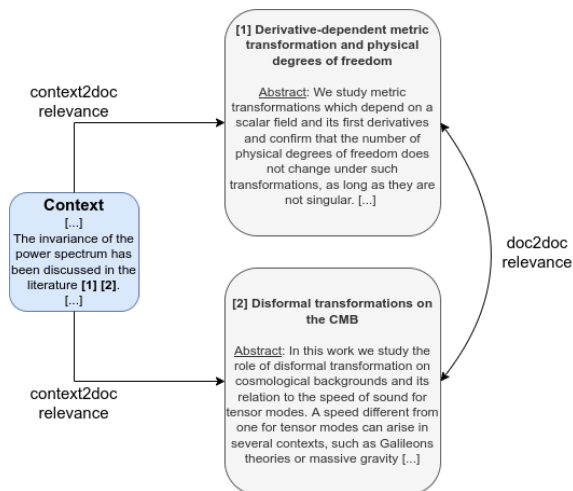 [1] Derivative-dependent metric
transformation and physical
degrees of freedom
Abstract: We study metric
transformations which depend on a
scalar field and its first derivatives
and confirm that the number of
physical degrees of freedom does
not change under such
transformations, as long as they are
not singular. [...]
context2doc
relevance
Context
[...]
The invariance of the
power spectrum has
been discussed in the
literature [1] [2].
[...]
doc2doc
relevance
context2doc
relevance
[2] Disformal transformations on
the CMB
Abstract: In this work we study the
role of disformal transformation on
cosmological backgrounds and its
relation to the speed of sound for
tensor modes. A speed different from
one for tensor modes can arise in
several contexts, such as Galileons
theories or massive gravity [...]